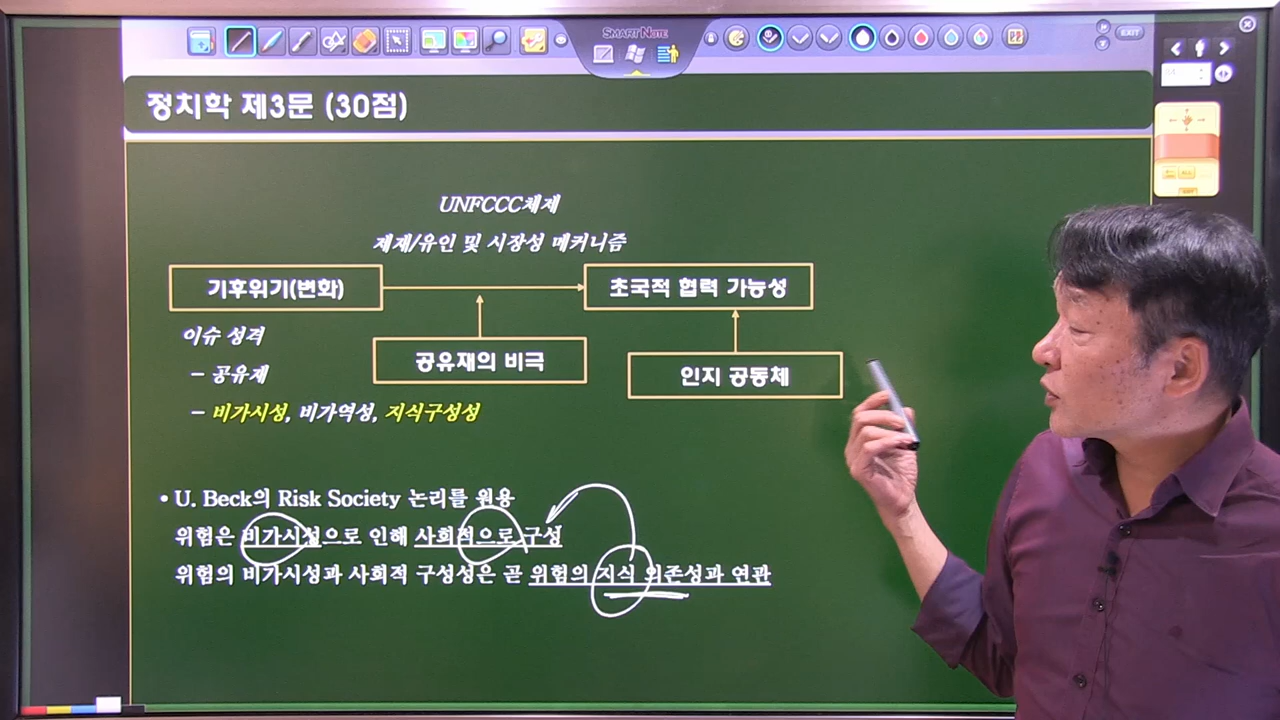 SMART NOTE
EXIT
정치학 제3문 (30점)
UNFCCC체제
제재/유인 및 시장성 메커니즘
기후위기(변화)
초국적 협력 가능성
이슈 성격
공유재의 비극
인지 공동체
– 공유재
– 비가시성, 비가역성, 지식구성성
• U. Beck의 Risk Society 논리를 원용
위험은 비가시성으로 인해 사회적으로 구성
위험의 비가시성과 사회적 구성성은 곧 위험의 지식 의존성과 연관